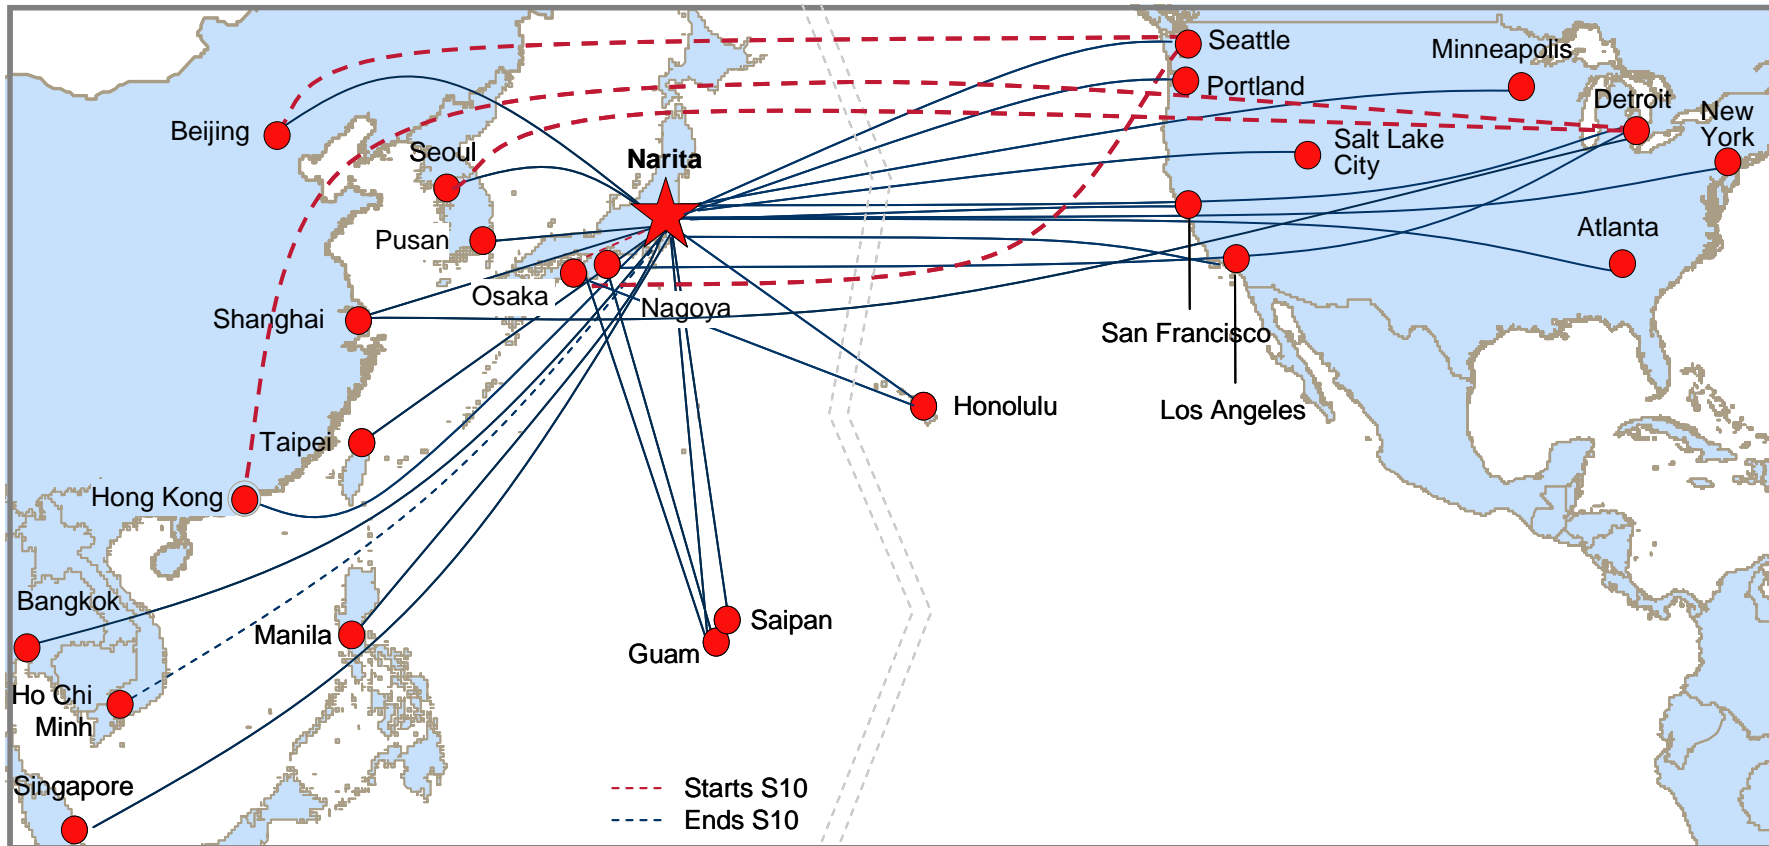 Seattle
Minneapolis
Portland
Detroit
New
York
Beijing
Seoul
Narita
Salt Lake
City
Pusan
Atlanta
Osaka
Nagoya
Shanghai
San Francisco
Honolulu
Los Angeles
Taipei
Hong Kong
Bangkok
Saipan
Manila
Guam
Ho Chi
Minh
Singapore
Starts S10
Ends S10